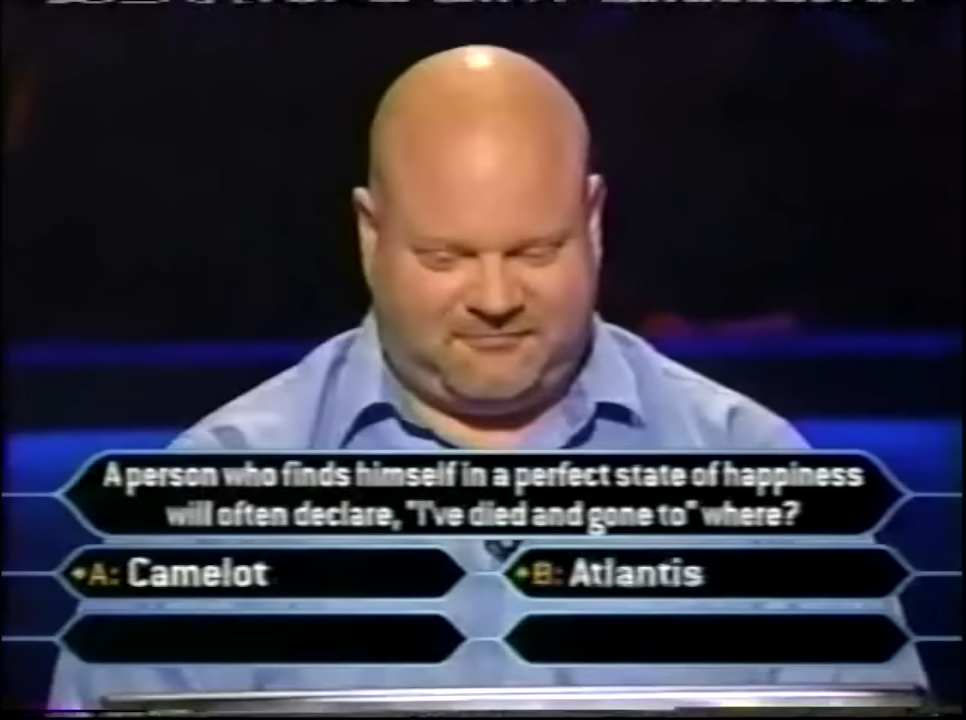 A person who finds himself in a perfect state of happiness
will often declare, "I've died and gone to" where?
A: Camelot
B: Atlantis